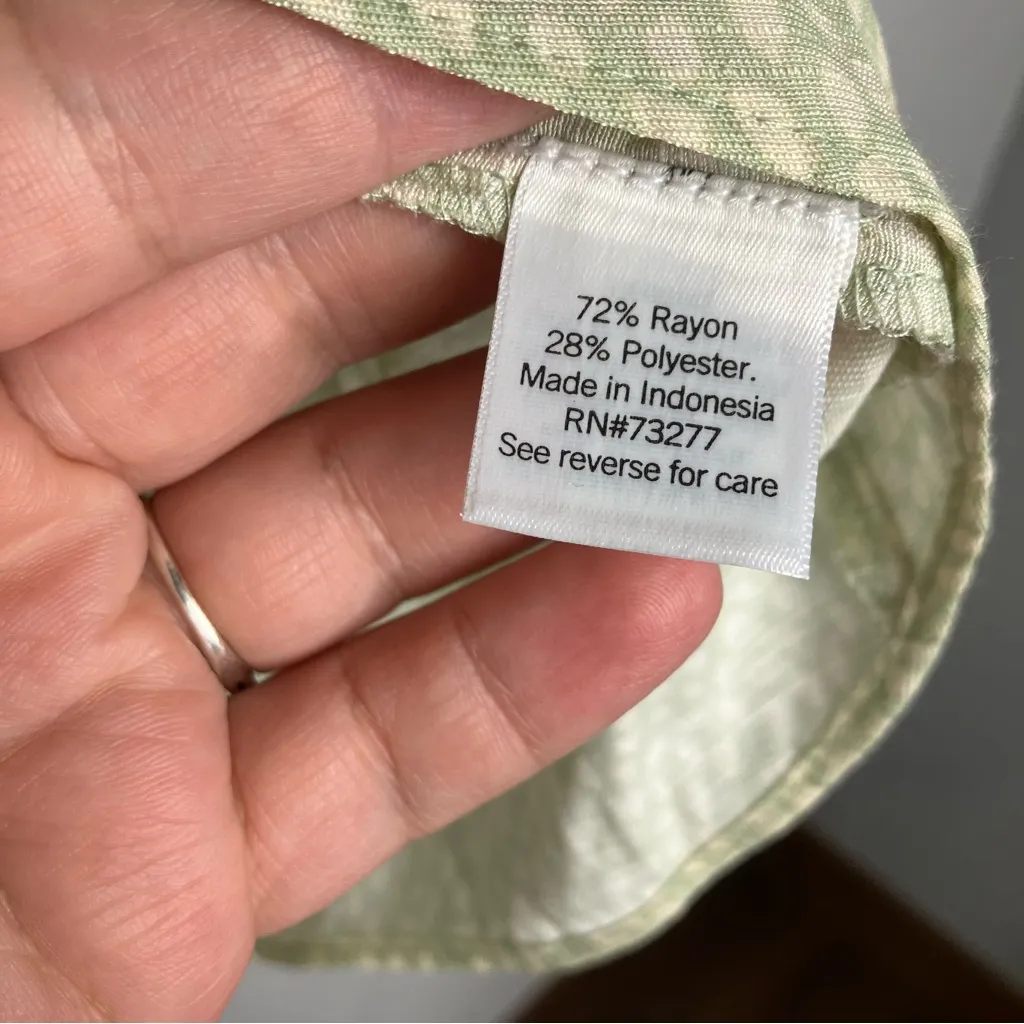 72% Rayon
28% Polyester.
Made in Indonesia
RN#73277
See reverse for care